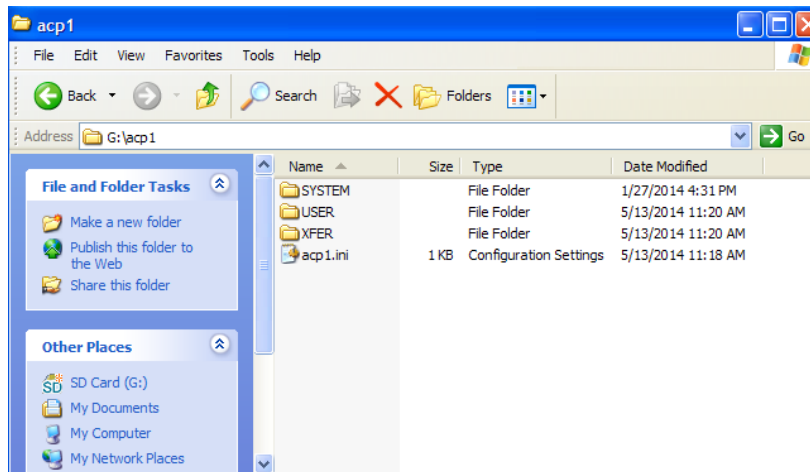 acp1
File Edit View Favorites Tools Help
Back Search Folders
Address G:\acp1 Go
Name Size Type Date Modified
SYSTEM File Folder 1/27/2014 4:31 PM
USER File Folder 5/13/2014 11:20 AM
XFER File Folder 5/13/2014 11:20 AM
acp1.ini 1 KB Configuration Settings 5/13/2014 11:18 AM
File and Folder Tasks
Make a new folder
Publish this folder to
the Web
Share this folder
Other Places
SD Card (G:)
My Documents
My Computer
My Network Places